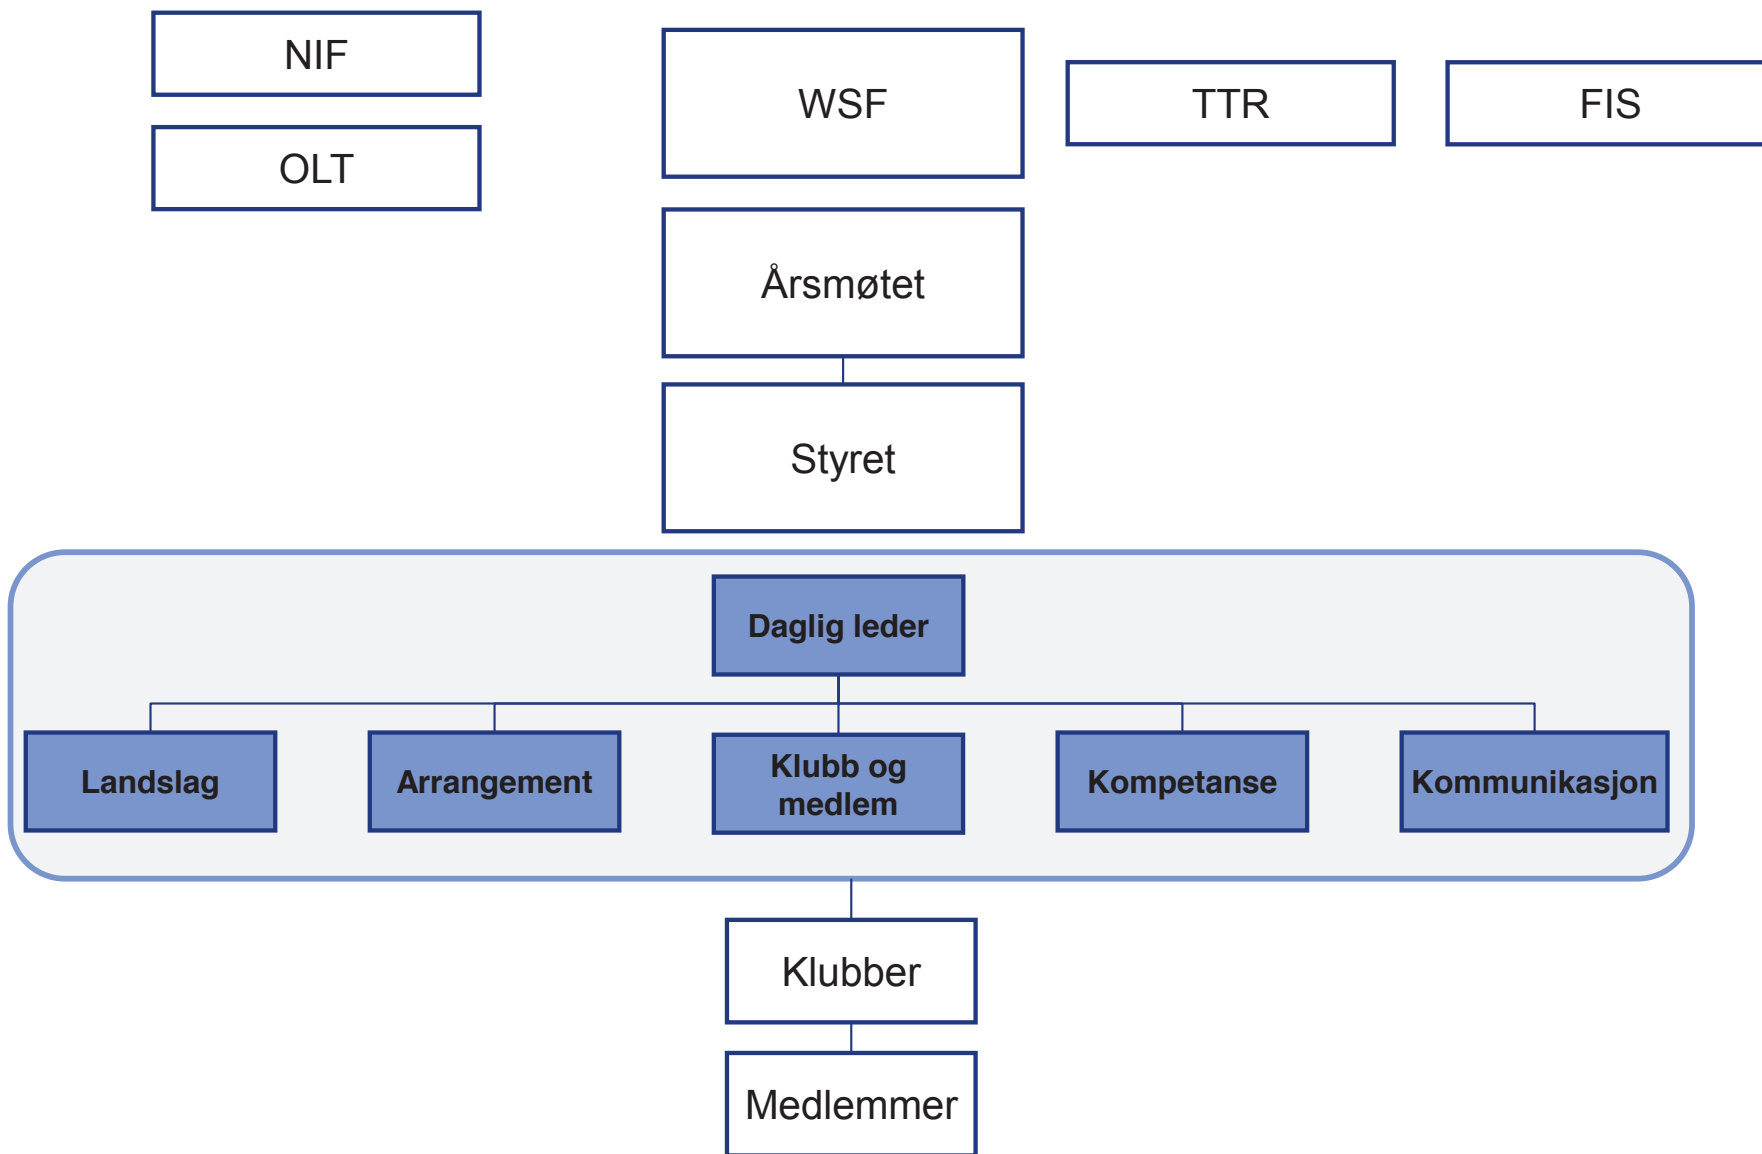 NIF
OLT
WSF
TTR
FIS
Årsmøtet
Styret
Daglig leder
Landslag
Arrangement
Klubb og
medlem
Kompetanse
Kommunikasjon
Klubber
Medlemmer